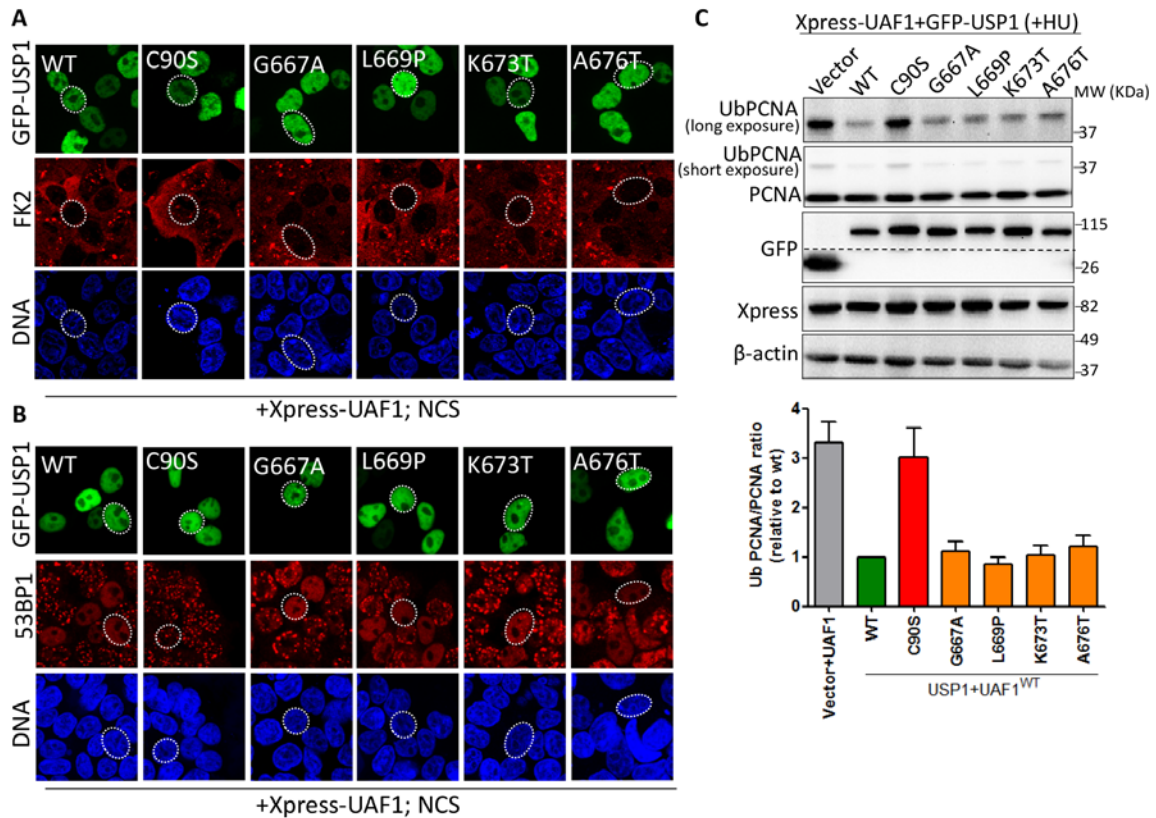 A
GFP-USP1
WT
C90S
G667A
L669P
K673T
A676T
FK2
DNA
+Xpress-UAF1; NCS
B
GFP-USP1
WT
C90S
G667A
L669P
K673T
A676T
53BP1
DNA
+Xpress-UAF1; NCS
C
Xpress-UAF1+GFP-USP1 (+HU)
Vector
WT
C90S
G667A
L669P
K673T
A676T
MW (KDa)
UbPCNA
(long exposure)
-37
UbPCNA
(short exposure)
-37
PCNA
GFP
-115
-26
Xpress
-82
β-actin
-49
-37
Ub PCNA/PCNA ratio
(relative to wt)
4
3
2
1
0
Vector+UAF1
WT
C90S
G667A
L669P
K673T
A676T
USP1+UAF1WT